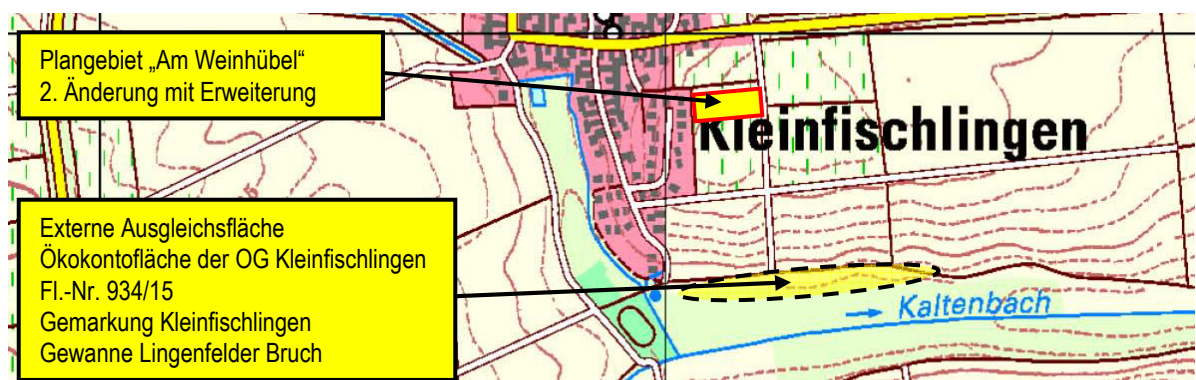 Plangebiet „Am Weinhübel“
2. Änderung mit Erweiterung
Kleinfischlingen
Externe Ausgleichsfläche
Ökokontofläche der OG Kleinfischlingen
Fl.-Nr. 934/15
Gemarkung Kleinfischlingen
Gewanne Lingenfelder Bruch
Kaltenbach